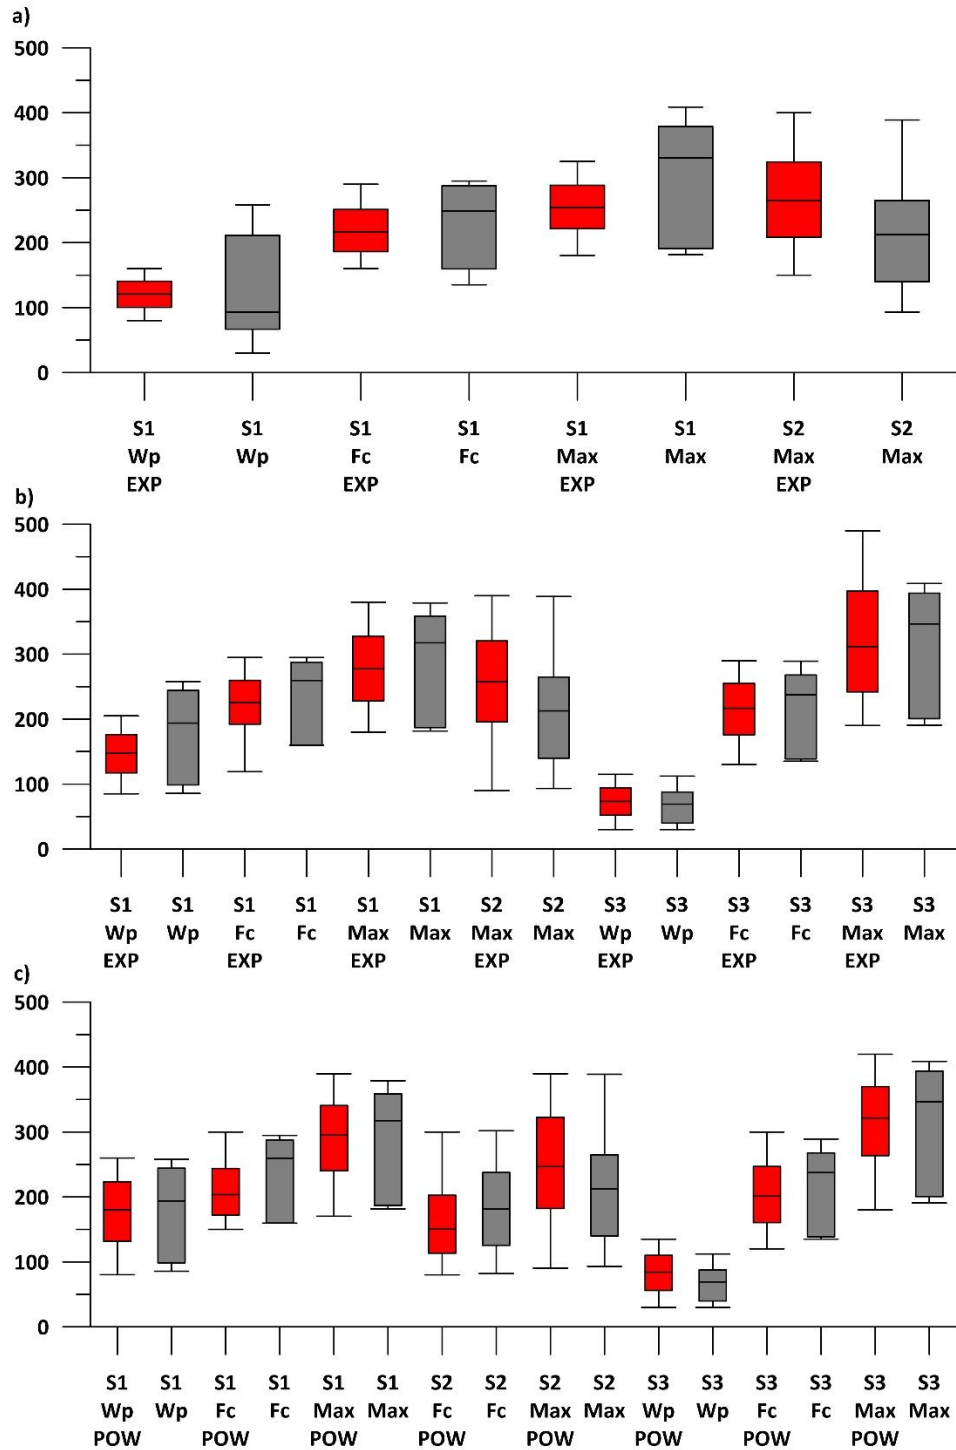 a)
500
400
300
200
100
0
S1 S1 S1 S1 S1 S1 S2 S2
Wp Wp Fc Fc Max Max Max Max
EXP EXP EXP EXP
b)
500
400
300
200
100
0
S1 S1 S1 S1 S1 S1 S2 S2 S3 S3 S3 S3 S3 S3
Wp Wp Fc Fc Max Max Max Max Wp Wp Fc Fc Max Max
EXP EXP EXP EXP EXP EXP EXP
c)
500
400
300
200
100
0
S1 S1 S1 S1 S1 S1 S2 S2 S2 S2 S3 S3 S3 S3 S3 S3
Wp Wp Fc Fc Max Max Fc Fc Max Max Wp Wp Fc Fc Max Max
POW POW POW POW POW POW POW POW